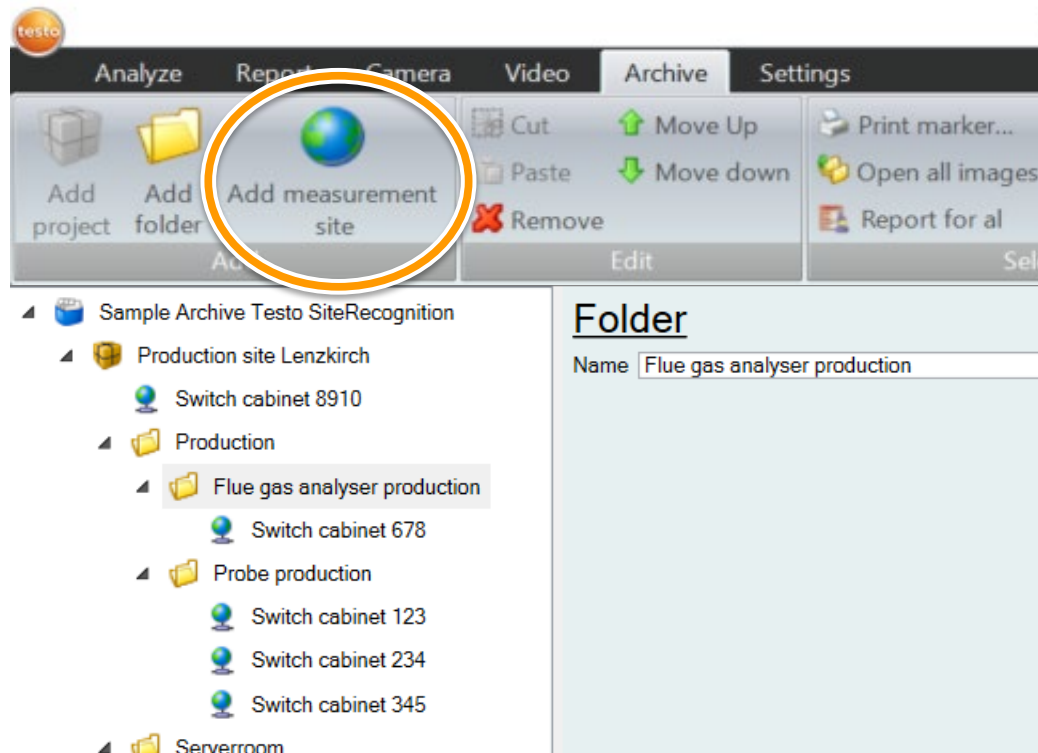 testo
Analyze Report Camera Video Archive Settings
Add project
Add folder
Add measurement site
Cut
Paste
Remove
Move Up
Move down
Print marker...
Open all images
Report for al
Edit
Sample Archive Testo SiteRecognition
Production site Lenzkirch
Switch cabinet 8910
Production
Flue gas analyser production
Switch cabinet 678
Probe production
Switch cabinet 123
Switch cabinet 234
Switch cabinet 345
Serverroom
Folder
Name Flue gas analyser production